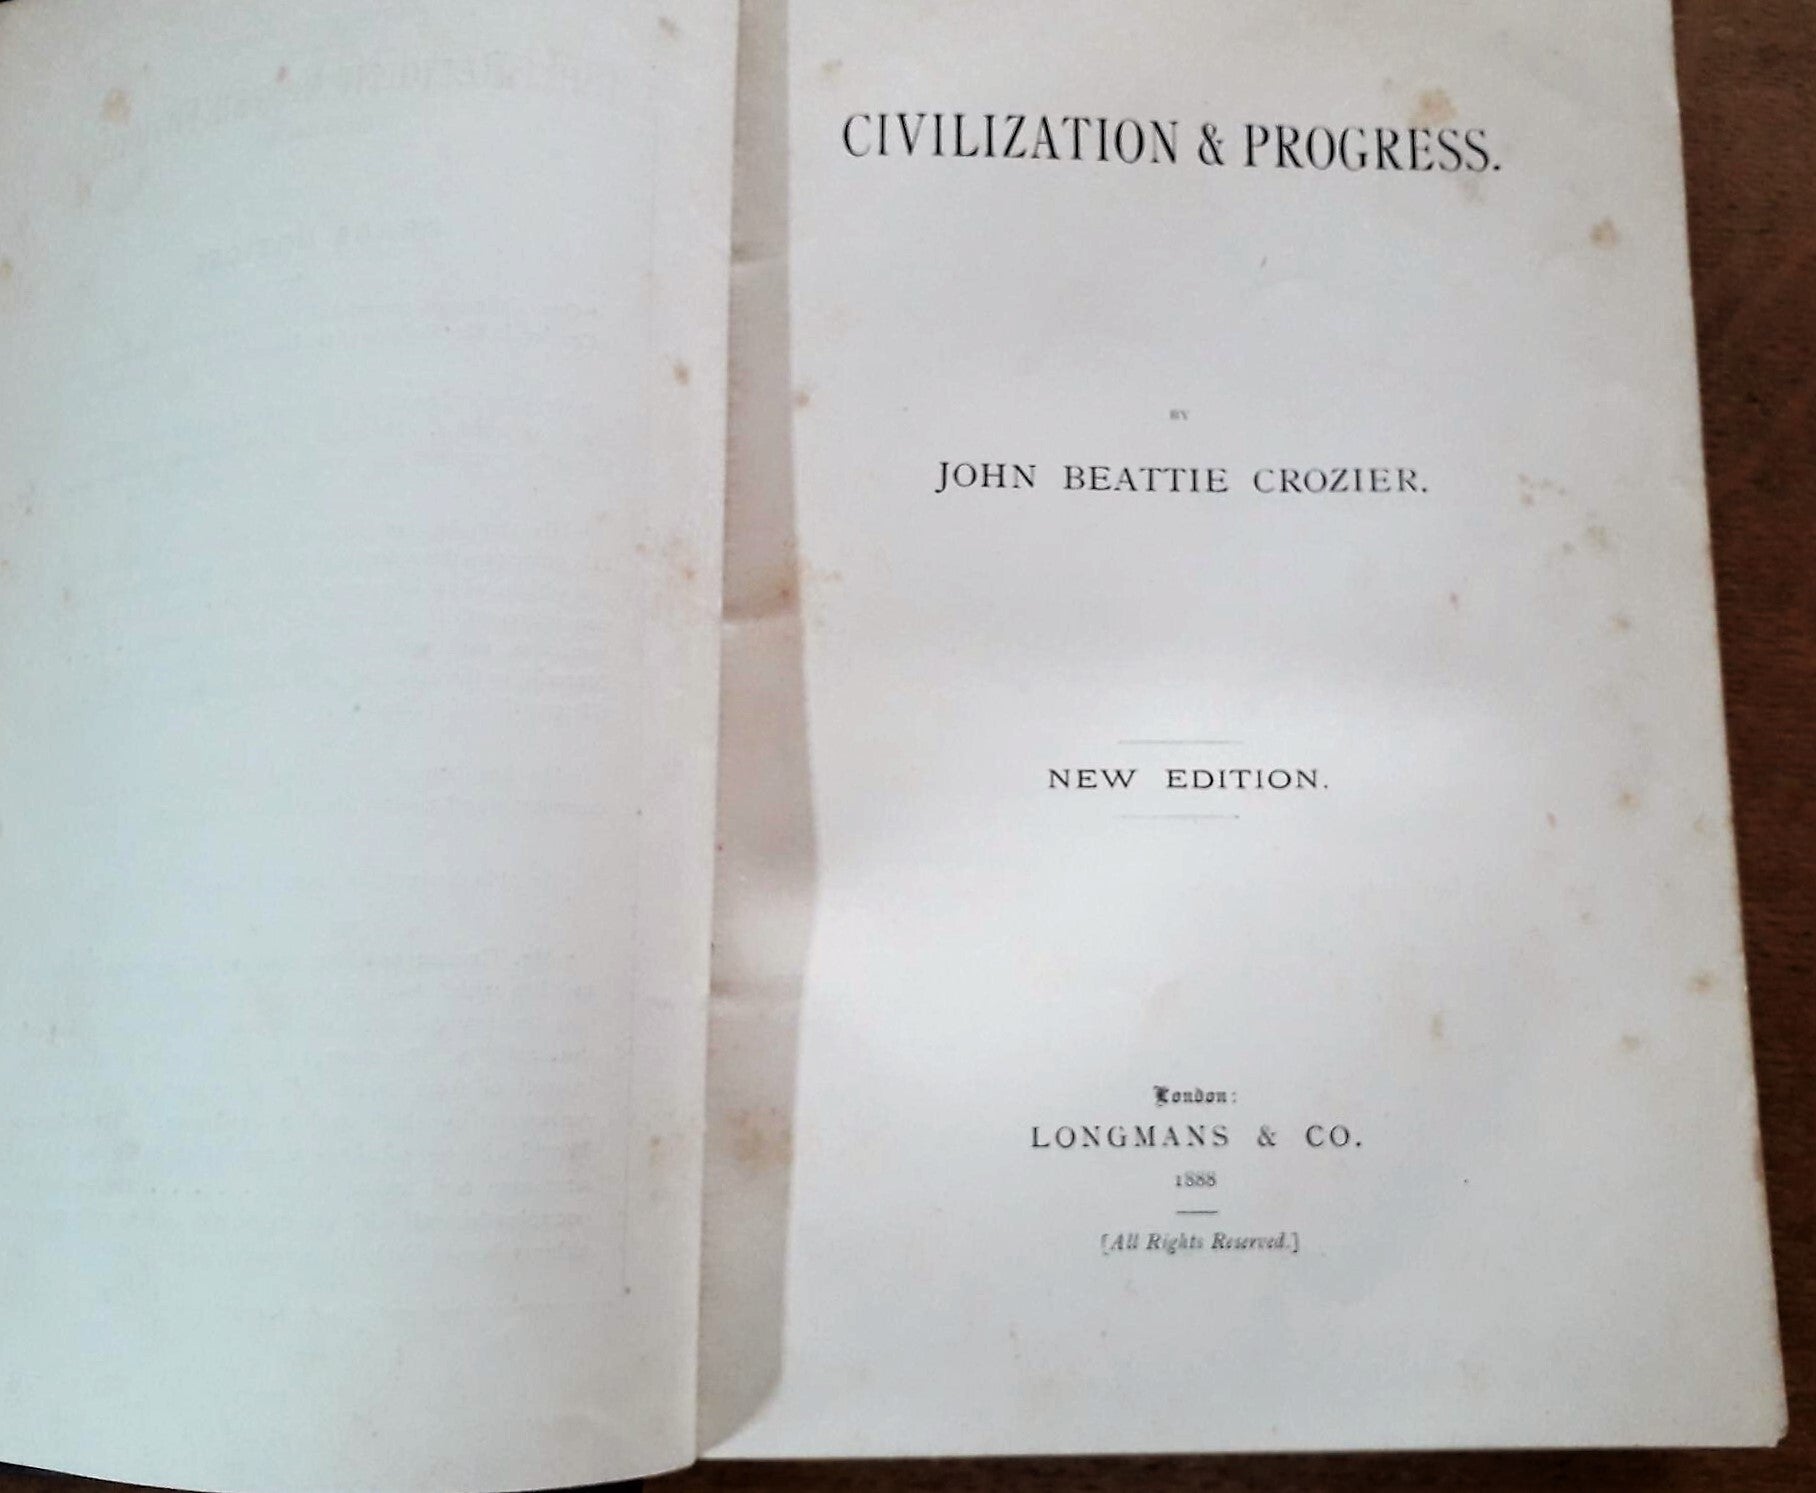 CIVILIZATION & PROGRESS.
BY
JOHN BEATTIE CROZIER.
NEW EDITION.
London:
LONGMANS & CO.
1888
[All Rights Reserved.]